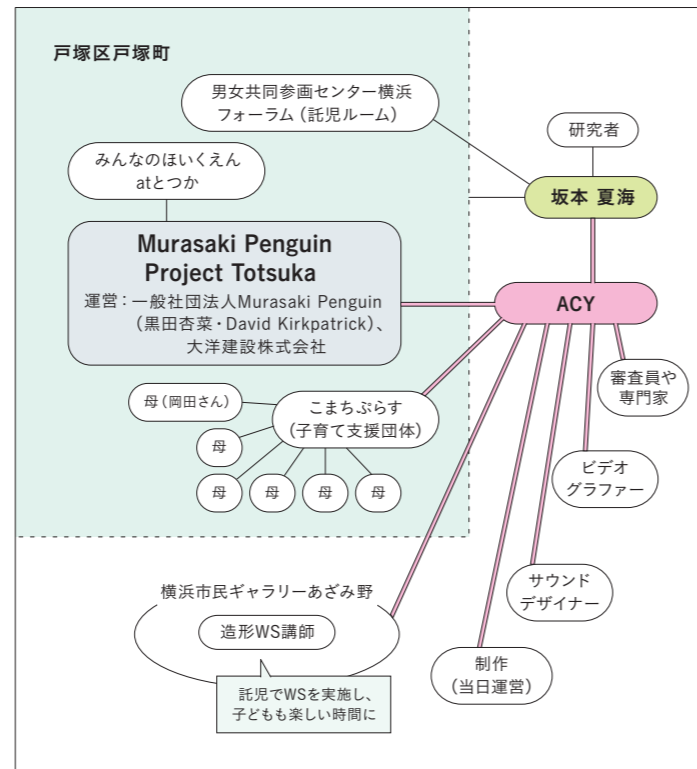 戸塚区戸塚町
男女共同参画センター横浜
フォーラム（託児ルーム）
研究者
みんなのほいくえん
atとつか
坂本 夏海
Murasaki Penguin
Project Totsuka
運営：一般社団法人Murasaki Penguin
（黒田杏菜・David Kirkpatrick）、
大洋建設株式会社
ACY
審査員や
専門家
母（岡田さん）
こまちぷらす
（子育て支援団体）
母
母
母
母
母
ビデオ
グラファー
サウンド
デザイナー
横浜市民ギャラリーあざみ野
造形WS講師
制作
（当日運営）
託児でWSを実施し、
子どもも楽しい時間に